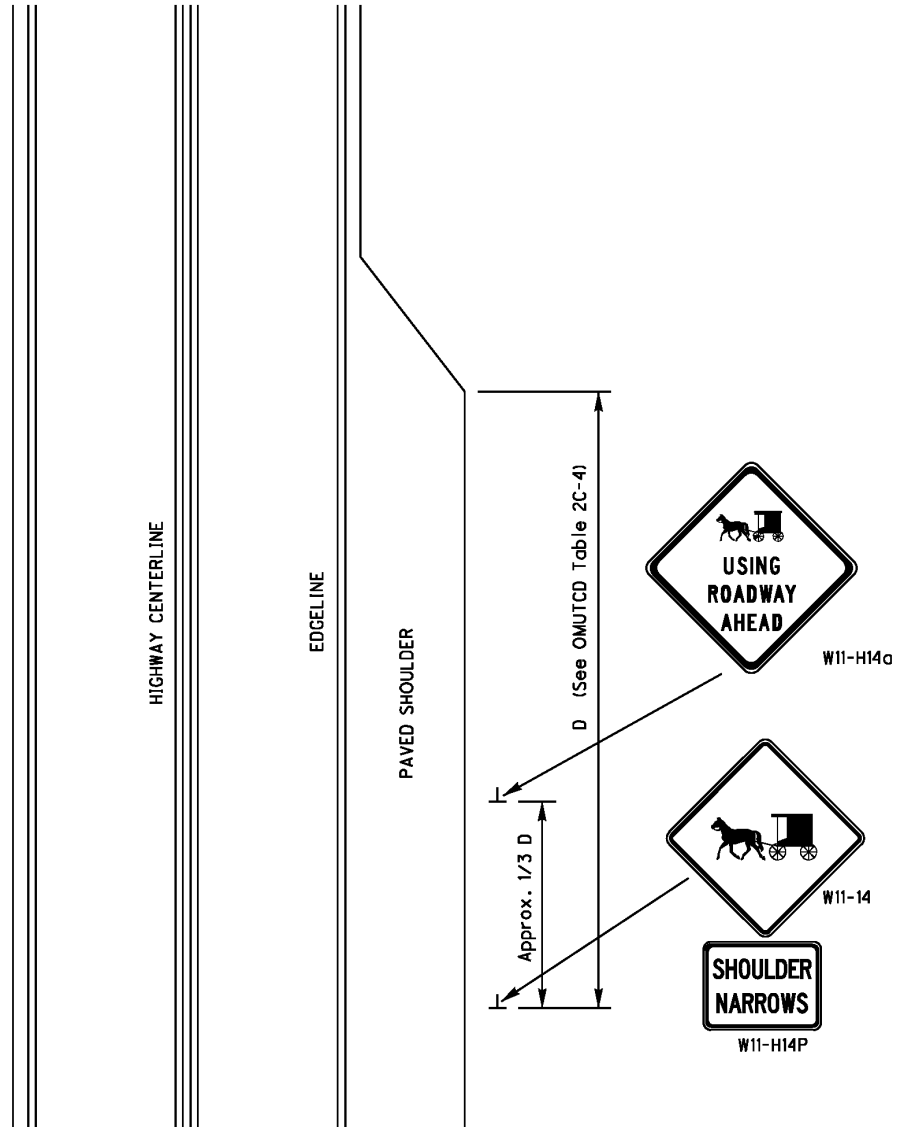 HIGHWAY CENTERLINE
EDGELINE
PAVED SHOULDER
D (See OMUTCD Table 2C-4)
Approx. 1/3 D
USING
ROADWAY
AHEAD
W11-H14a
W11-14
SHOULDER
NARROWS
W11-H14P